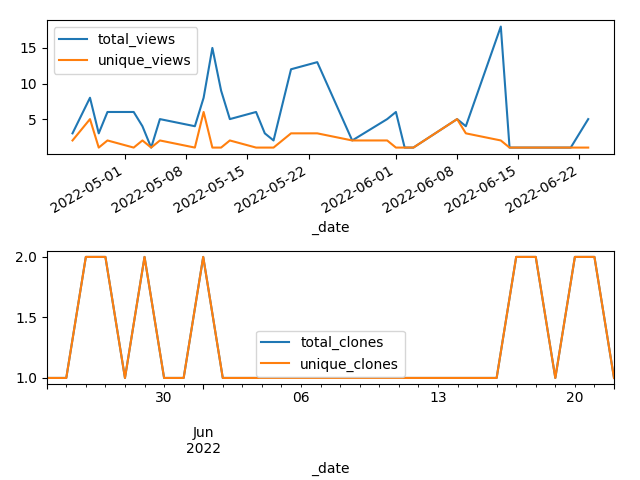 total_views
unique_views
15
10
5
2022-05-01
2022-05-08
2022-05-15
2022-05-22
2022-06-01
2022-06-08
2022-06-15
2022-06-22
_date
2.0
1.5
1.0
total_clones
unique_clones
30 06 13 20
Jun
2022
_date